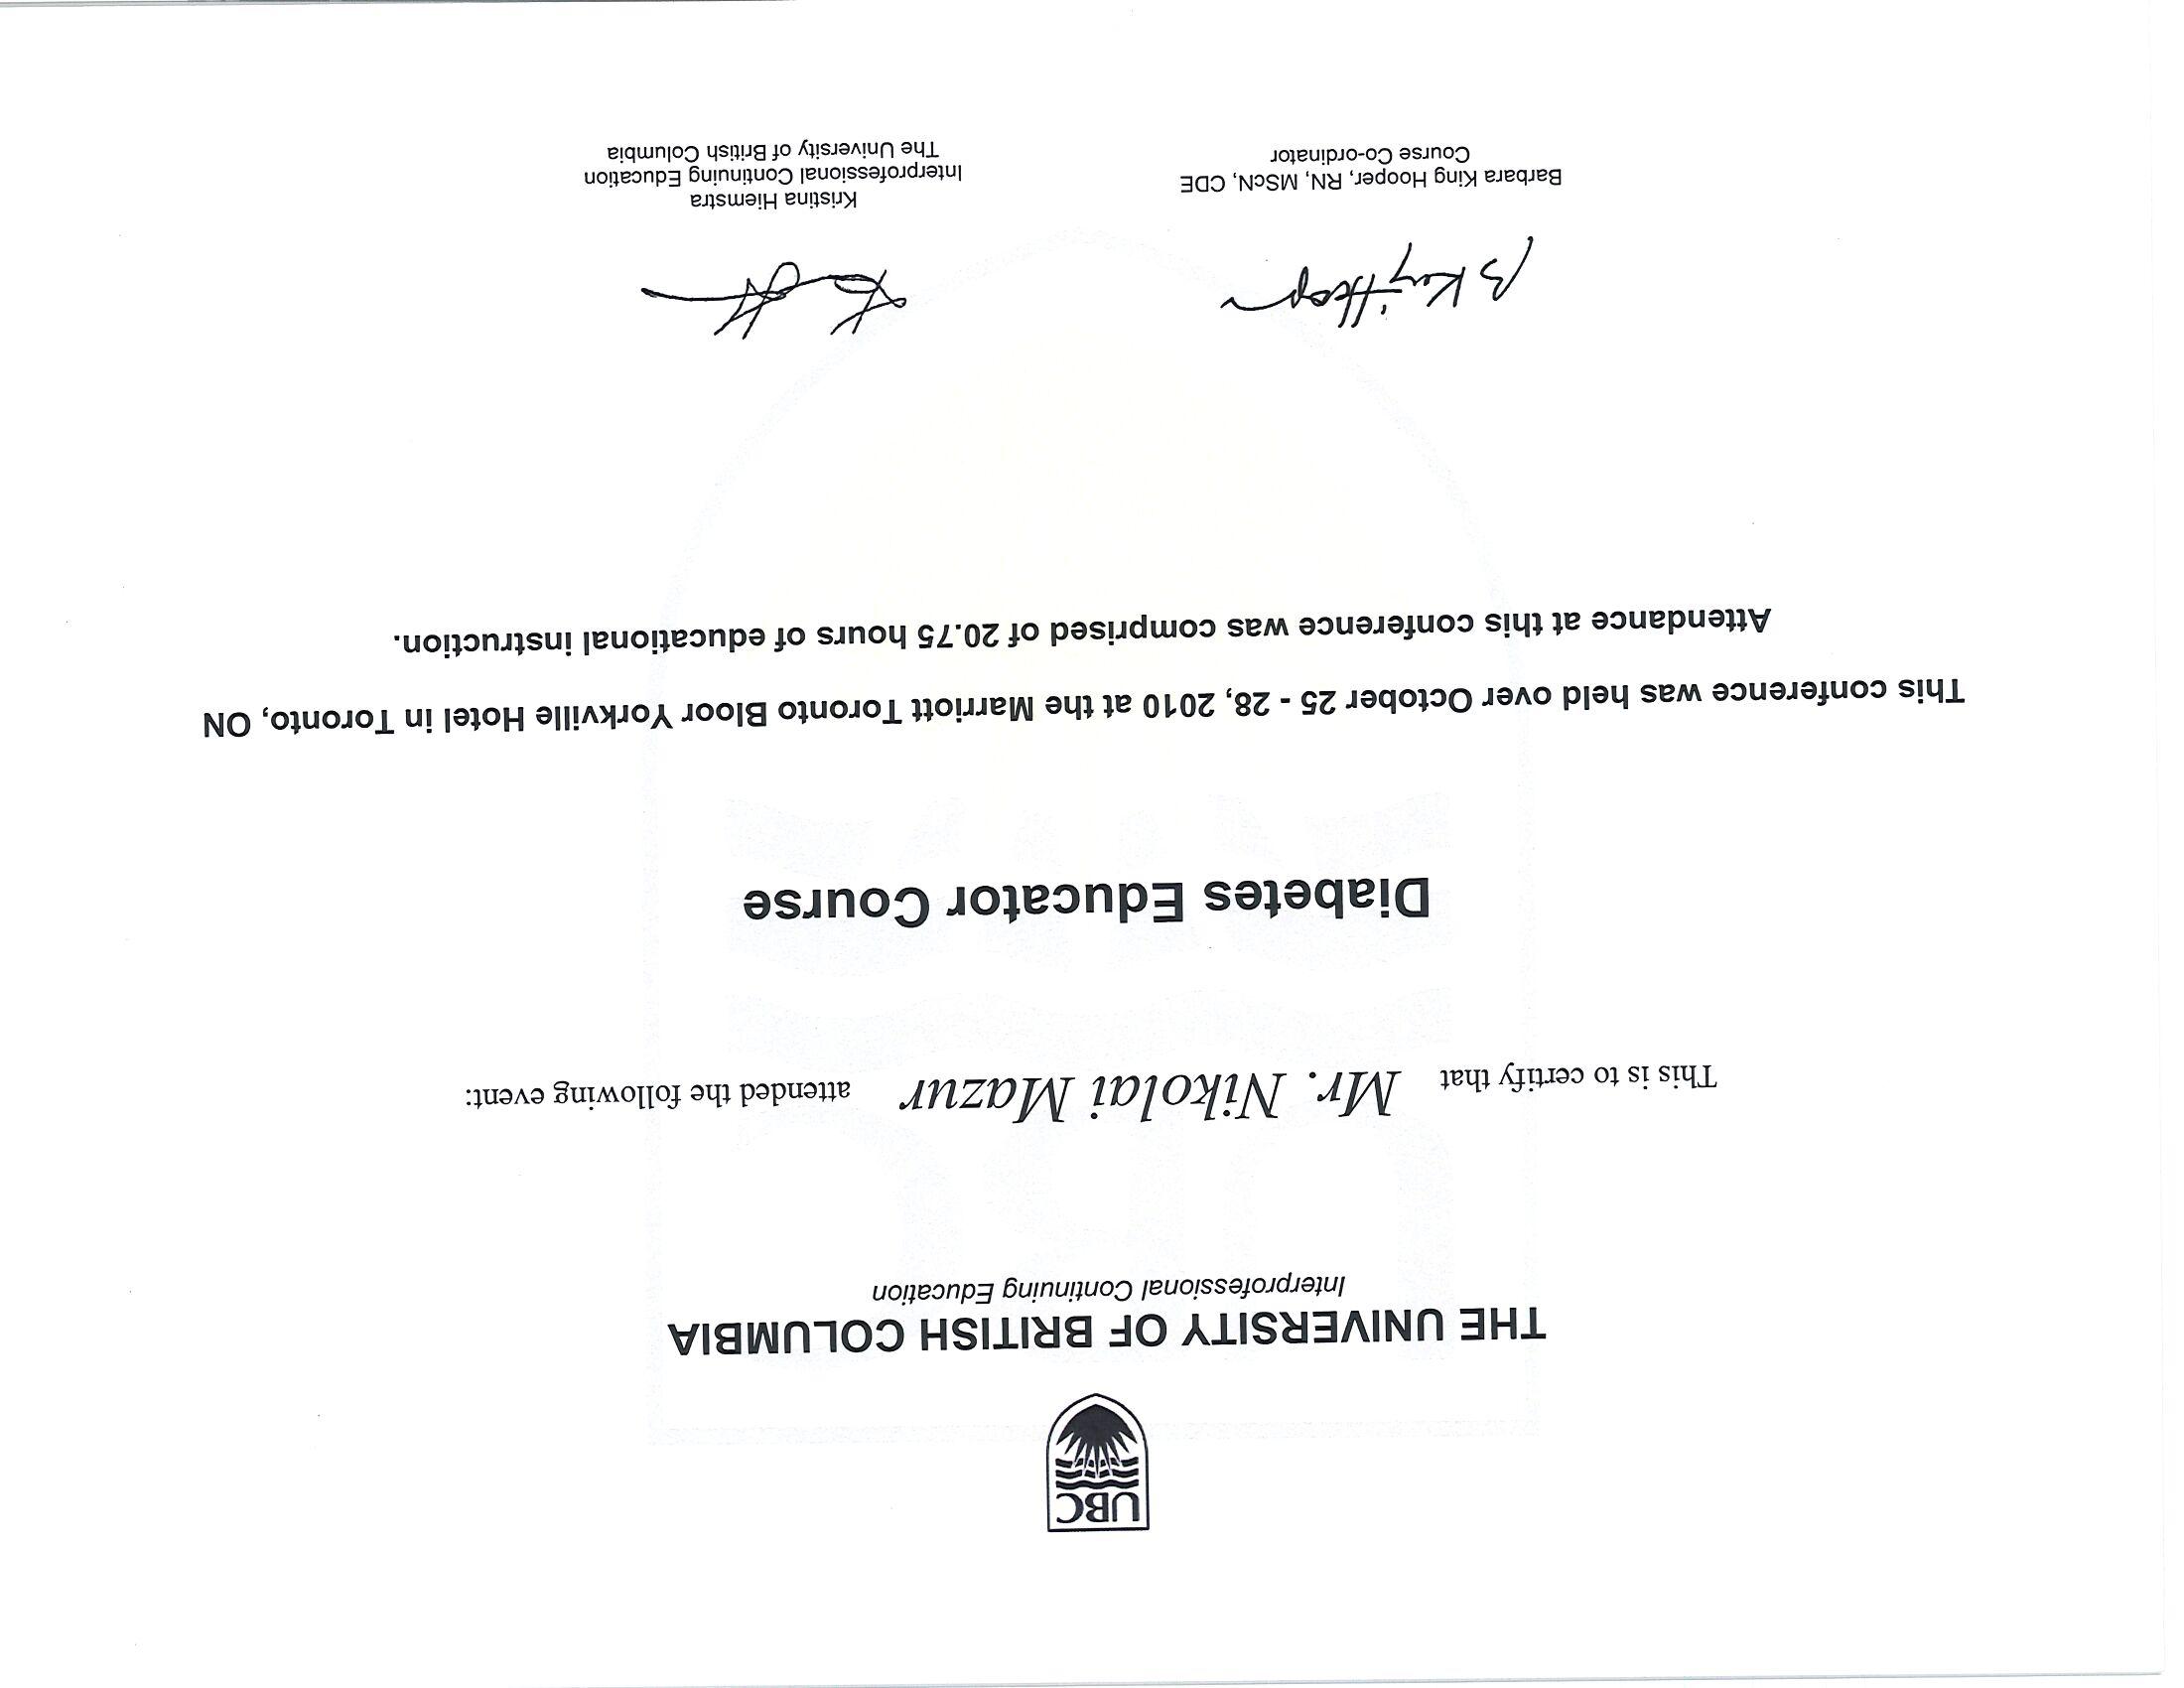 UBC
THE UNIVERSITY OF BRITISH COLUMBIA
Interprofessional Continuing Education
This is to certify that Mr. Nikolai Mazur attended the following event:
Diabetes Educator Course
This conference was held over October 25 - 28, 2010 at the Marriott Toronto Bloor Yorkville Hotel in Toronto, ON
Attendance at this conference was comprised of 20.75 hours of educational instruction.
B King Hooper
Barbara King Hooper, RN, MScN, CDE
Course Co-ordinator
Kristina Hiemstra
Interprofessional Continuing Education
The University of British Columbia